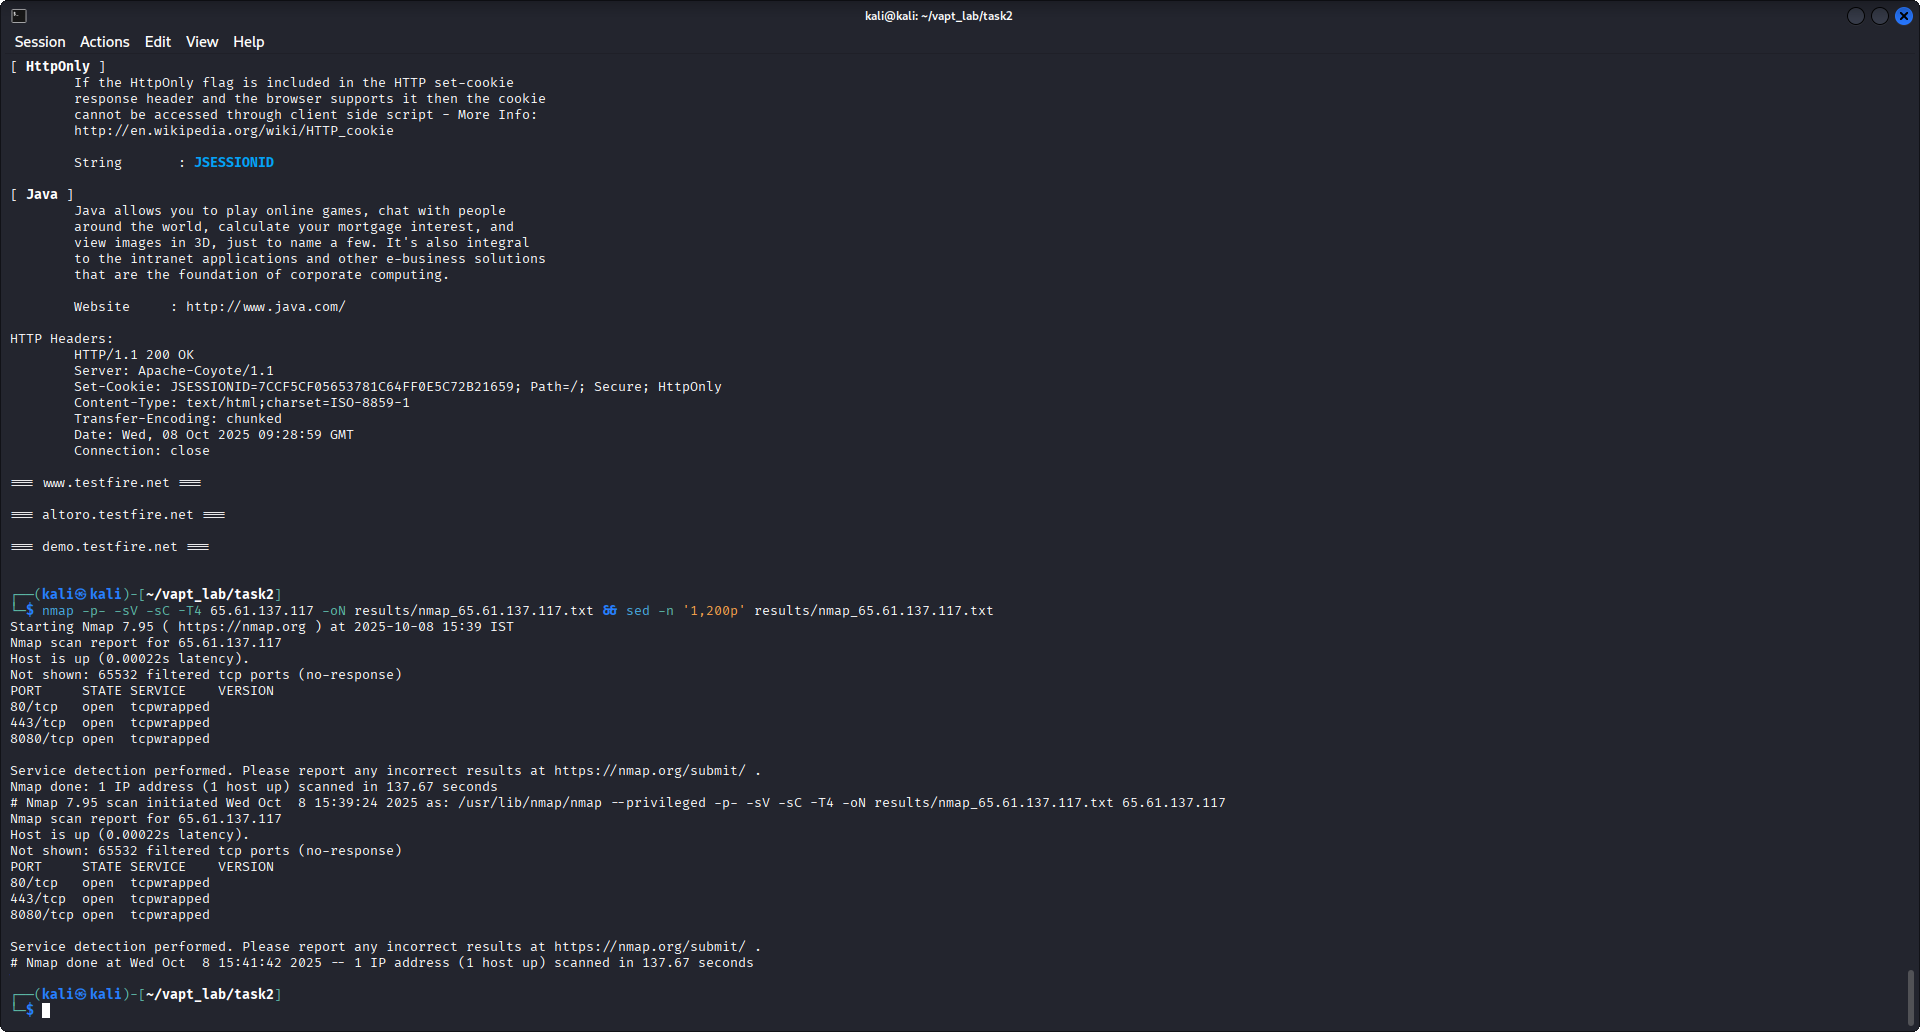 kali@kali: ~/vapt_lab/task2
Session Actions Edit View Help
[ HttpOnly ]
If the HttpOnly flag is included in the HTTP set-cookie
response header and the browser supports it then the cookie
cannot be accessed through client side script - More Info:
http://en.wikipedia.org/wiki/HTTP_cookie
String : JSESSIONID
[ Java ]
Java allows you to play online games, chat with people
around the world, calculate your mortgage interest, and
view images in 3D, just to name a few. It's also integral
to the intranet applications and other e-business solutions
that are the foundation of corporate computing.
Website : http://www.java.com/
HTTP Headers:
HTTP/1.1 200 OK
Server: Apache-Coyote/1.1
Set-Cookie: JSESSIONID=7CCF5CF05653781C64FF0E5C72B21659; Path=/; Secure; HttpOnly
Content-Type: text/html;charset=ISO-8859-1
Transfer-Encoding: chunked
Date: Wed, 08 Oct 2025 09:28:59 GMT
Connection: close
=== www.testfire.net ===
=== altoro.testfire.net ===
=== demo.testfire.net ===
┌──(kali㉿kali)-[~/vapt_lab/task2]
└─$ nmap -p- -sV -sC -T4 65.61.137.117 -oN results/nmap_65.61.137.117.txt && sed -n '1,200p' results/nmap_65.61.137.117.txt
Starting Nmap 7.95 ( https://nmap.org ) at 2025-10-08 15:39 IST
Nmap scan report for 65.61.137.117
Host is up (0.00022s latency).
Not shown: 65532 filtered tcp ports (no-response)
PORT STATE SERVICE VERSION
80/tcp open tcpwrapped
443/tcp open tcpwrapped
8080/tcp open tcpwrapped
Service detection performed. Please report any incorrect results at https://nmap.org/submit/ .
Nmap done: 1 IP address (1 host up) scanned in 137.67 seconds
# Nmap 7.95 scan initiated Wed Oct  8 15:39:24 2025 as: /usr/lib/nmap/nmap --privileged -p- -sV -sC -T4 -oN results/nmap_65.61.137.117.txt 65.61.137.117
Nmap scan report for 65.61.137.117
Host is up (0.00022s latency).
Not shown: 65532 filtered tcp ports (no-response)
PORT STATE SERVICE VERSION
80/tcp open tcpwrapped
443/tcp open tcpwrapped
8080/tcp open tcpwrapped
Service detection performed. Please report any incorrect results at https://nmap.org/submit/ .
# Nmap done at Wed Oct  8 15:41:42 2025 -- 1 IP address (1 host up) scanned in 137.67 seconds
┌──(kali㉿kali)-[~/vapt_lab/task2]
└─$